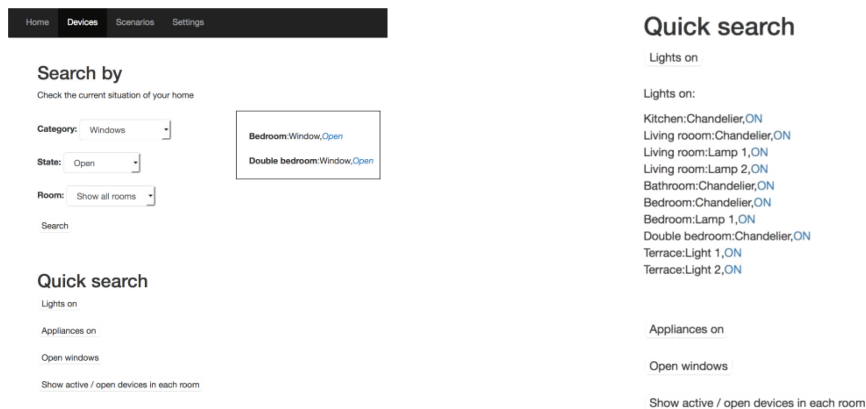 Home Devices Scenarios Settings
Search by
Check the current situation of your home
Category: Windows
State: Open
Room: Show all rooms
Search
Bedroom:Window,Open
Double bedroom:Window,Open
Quick search
Lights on
Appliances on
Open windows
Show active / open devices in each room
Quick search
Lights on
Lights on:
Kitchen:Chandelier,ON
Living rooom:Chandelier,ON
Living room:Lamp 1,ON
Living room:Lamp 2,ON
Bathroom:Chandelier,ON
Bedroom:Chandelier,ON
Bedroom:Lamp 1,ON
Double bedroom:Chandelier,ON
Terrace:Light 1,ON
Terrace:Light 2,ON
Appliances on
Open windows
Show active / open devices in each room